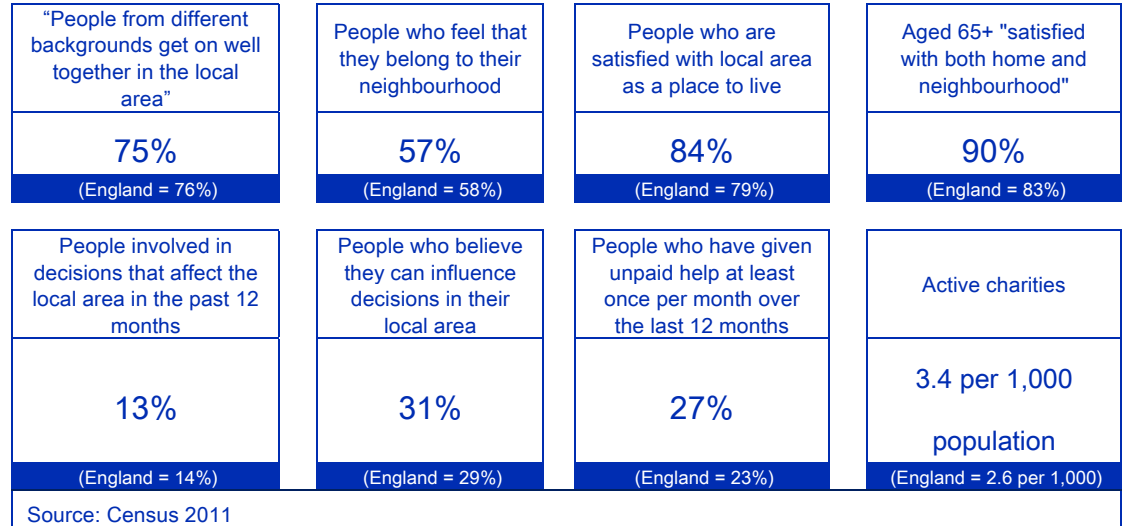 “People from different
backgrounds get on well
together in the local
area”
75%
(England = 76%)
People who feel that
they belong to their
neighbourhood
57%
(England = 58%)
People who are
satisfied with local area
as a place to live
84%
(England = 79%)
Aged 65+ "satisfied
with both home and
neighbourhood"
90%
(England = 83%)
People involved in
decisions that affect the
local area in the past 12
months
13%
(England = 14%)
People who believe
they can influence
decisions in their
local area
31%
(England = 29%)
People who have given
unpaid help at least
once per month over
the last 12 months
27%
(England = 23%)
Active charities
3.4 per 1,000
population
(England = 2.6 per 1,000)
Source: Census 2011